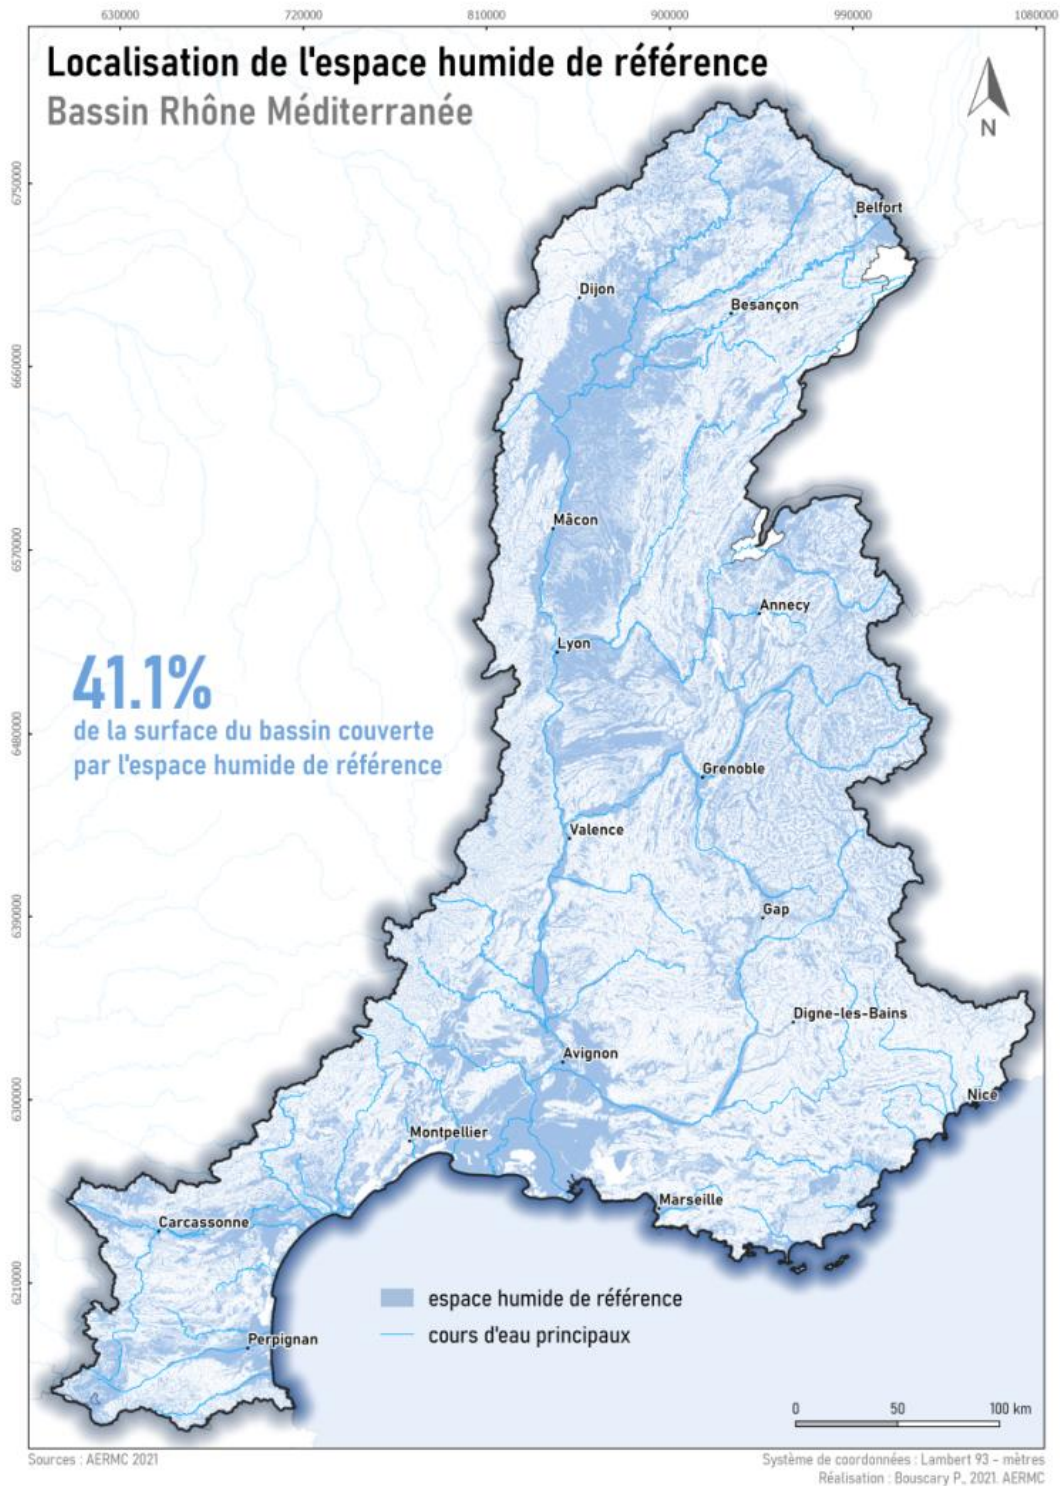 630000 720000 810000 900000 990000 1080000
Localisation de l'espace humide de référence
Bassin Rhône Méditerranée
N
6750000
Belfort
Dijon
Besançon
6660000
Mâcon
6570000
Annecy
Lyon
41.1%
de la surface du bassin couverte
par l'espace humide de référence
6480000
Grenoble
Valence
6390000
Gap
Digne-les-Bains
Avignon
6300000
Nice
Montpellier
Marseille
Carcassonne
6210000
espace humide de référence
cours d'eau principaux
Perpignan
0 50 100 km
Sources : AERMC 2021
Système de coordonnées : Lambert 93 - mètres
Réalisation : Bouscary P., 2021. AERMC